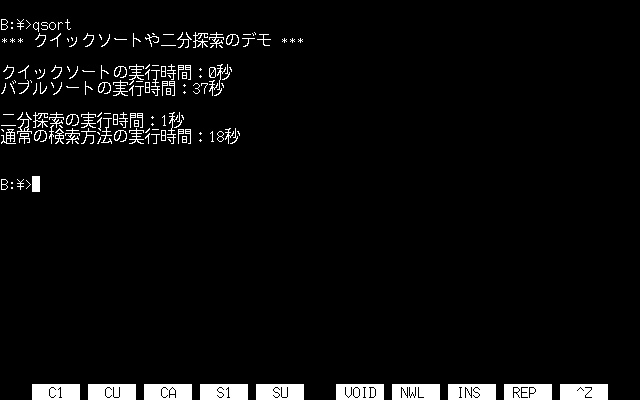 B:¥>qsort
*** クイックソートや二分探索のデモ ***
クイックソートの実行時間：0秒
バブルソートの実行時間：37秒
二分探索の実行時間：1秒
通常の検索方法の実行時間：18秒
B:¥>
C1 CU CA S1 SU VOID NWL INS REP ^Z